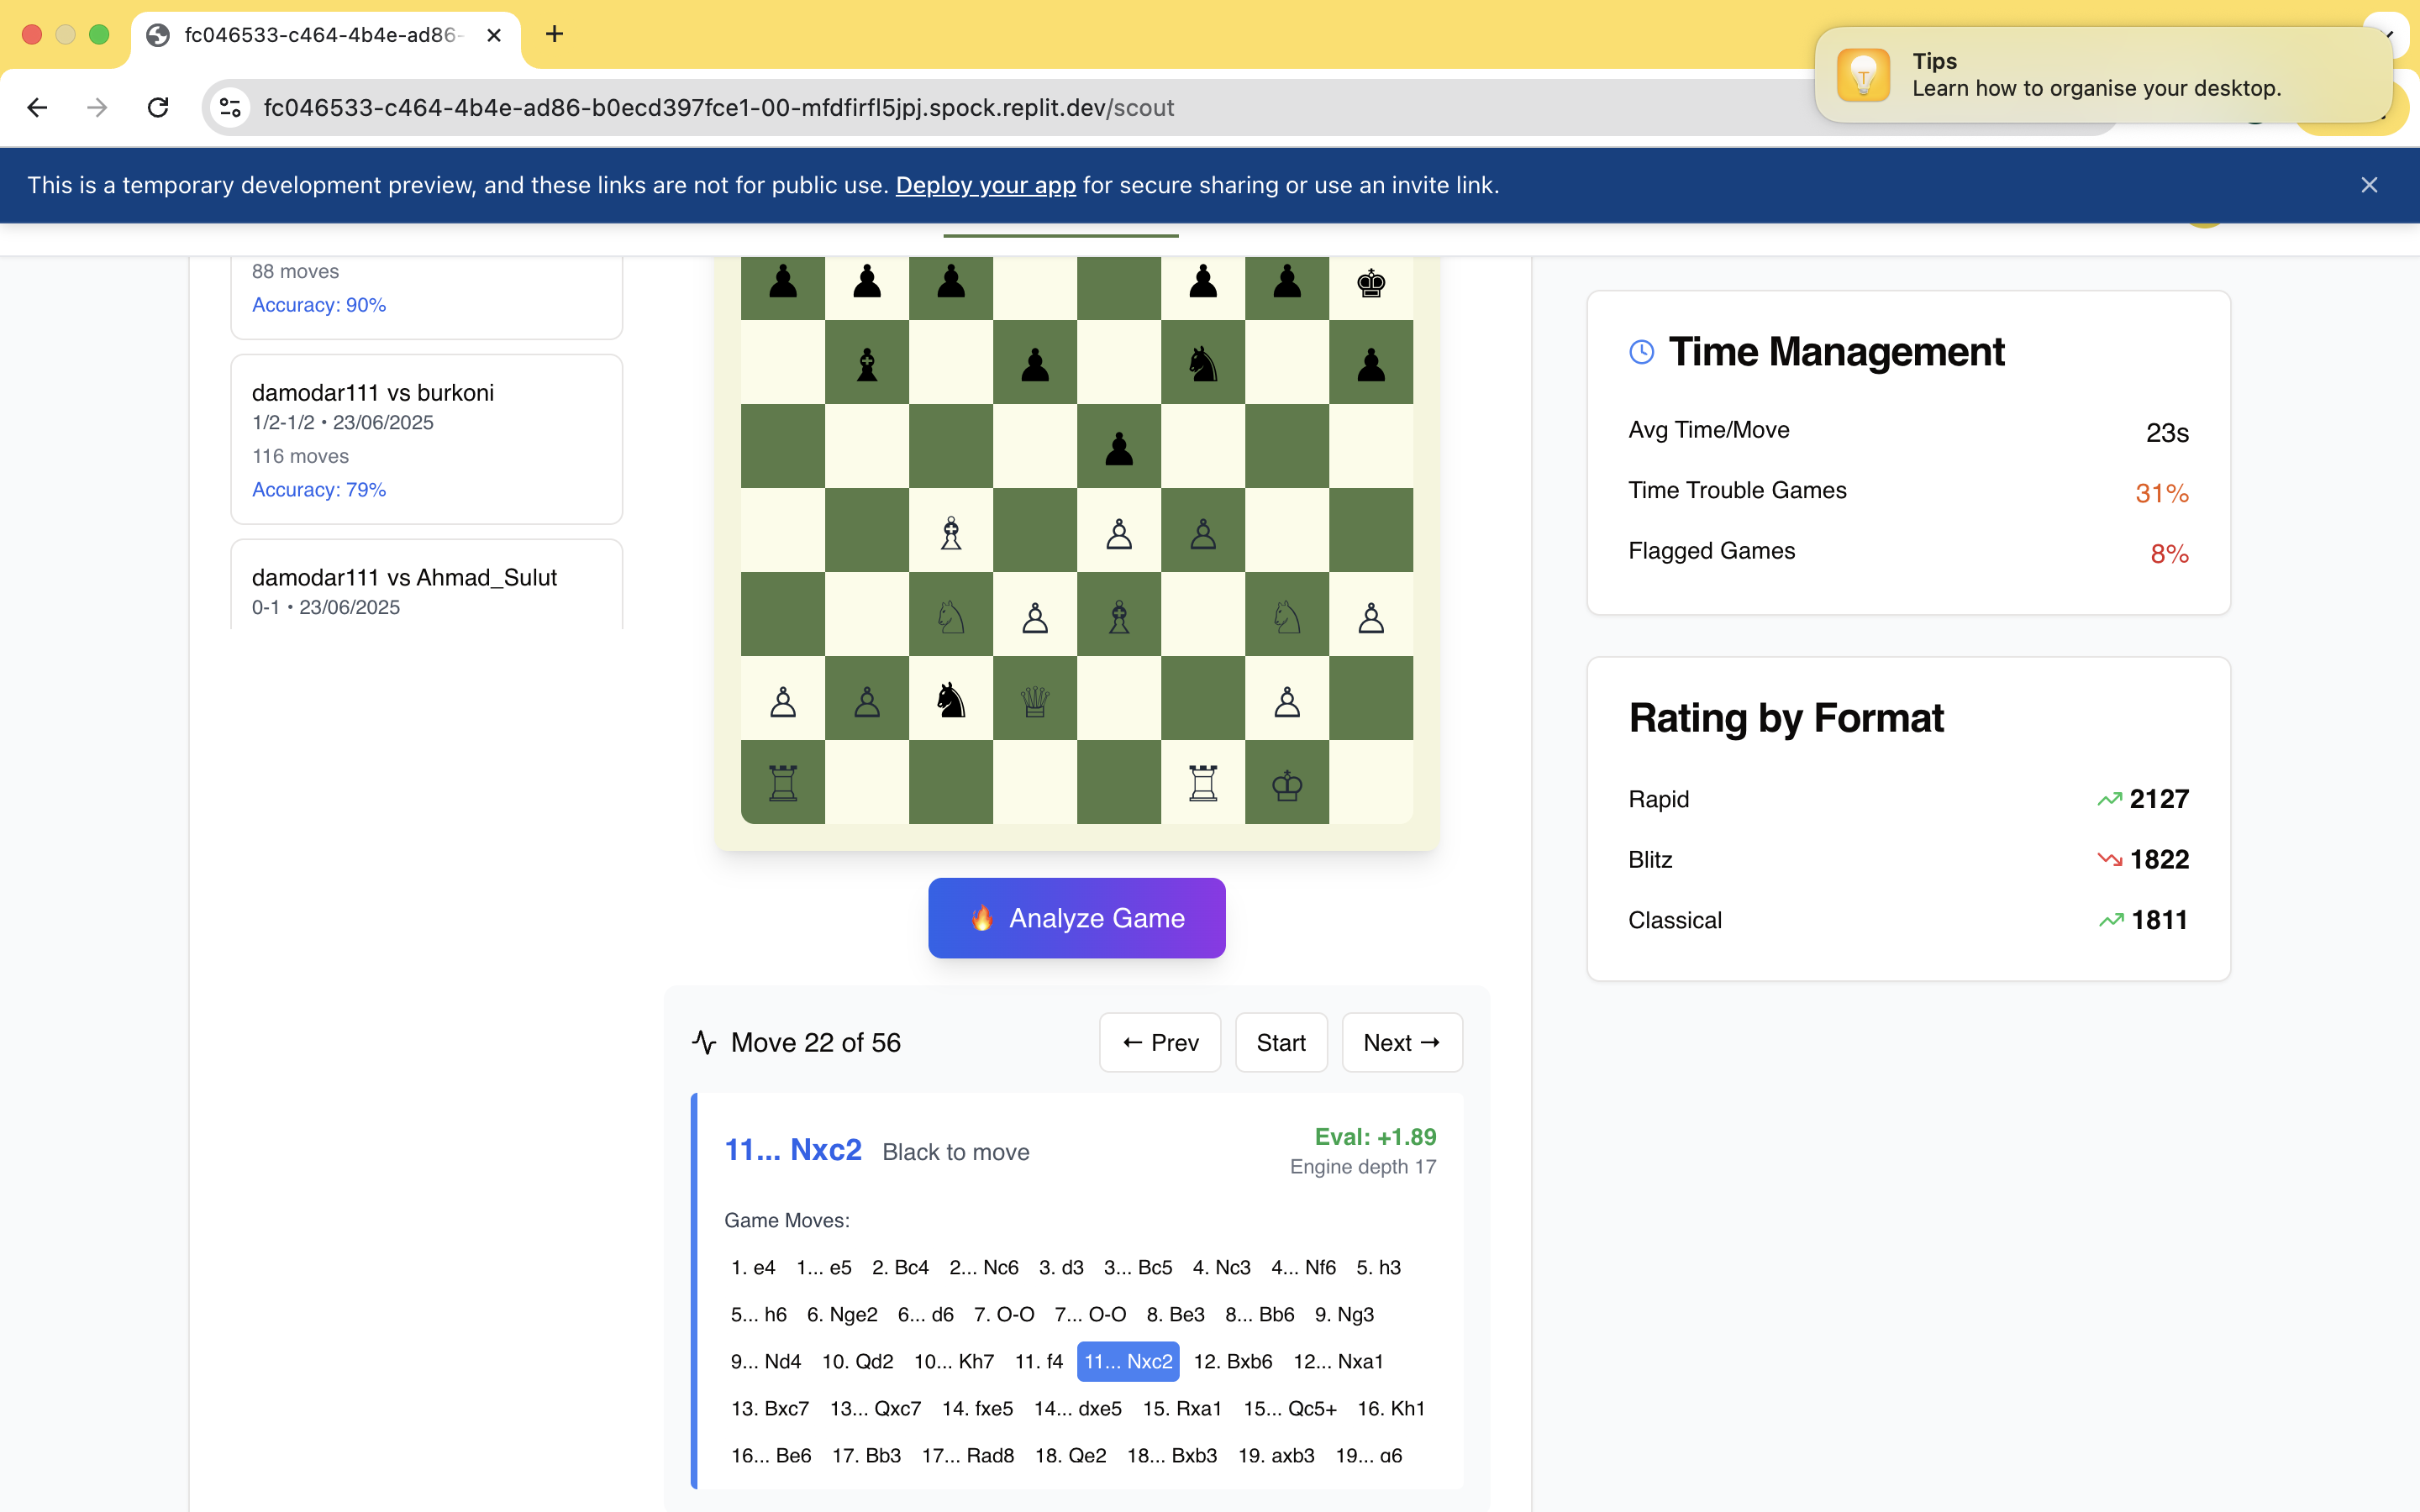 fc046533-c464-4b4e-ad86-
Tips
Learn how to organise your desktop.
fc046533-c464-4b4e-ad86-b0ecd397fce1-00-mfdfirfl5jpj.spock.replit.dev/scout
This is a temporary development preview, and these links are not for public use. Deploy your app for secure sharing or use an invite link.
88 moves
Accuracy: 90%
damodar111 vs burkoni
1/2-1/2 • 23/06/2025
116 moves
Accuracy: 79%
damodar111 vs Ahmad_Sulut
0-1 • 23/06/2025
Analyze Game
Move 22 of 56
← Prev
Start
Next →
11... Nxc2 Black to move
Eval: +1.89
Engine depth 17
Game Moves:
1. e4 1... e5 2. Bc4 2... Nc6 3. d3 3... Bc5 4. Nc3 4... Nf6 5. h3
5... h6 6. Nge2 6... d6 7. O-O 7... O-O 8. Be3 8... Bb6 9. Ng3
9... Nd4 10. Qd2 10... Kh7 11. f4 11... Nxc2 12. Bxb6 12... Nxa1
13. Bxc7 13... Qxc7 14. fxe5 14... dxe5 15. Rxa1 15... Qc5+ 16. Kh1
16... Be6 17. Bb3 17... Rad8 18. Qe2 18... Bxb3 19. axb3 19... a6
Time Management
Avg Time/Move 23s
Time Trouble Games 31%
Flagged Games 8%
Rating by Format
Rapid 2127
Blitz 1822
Classical 1811